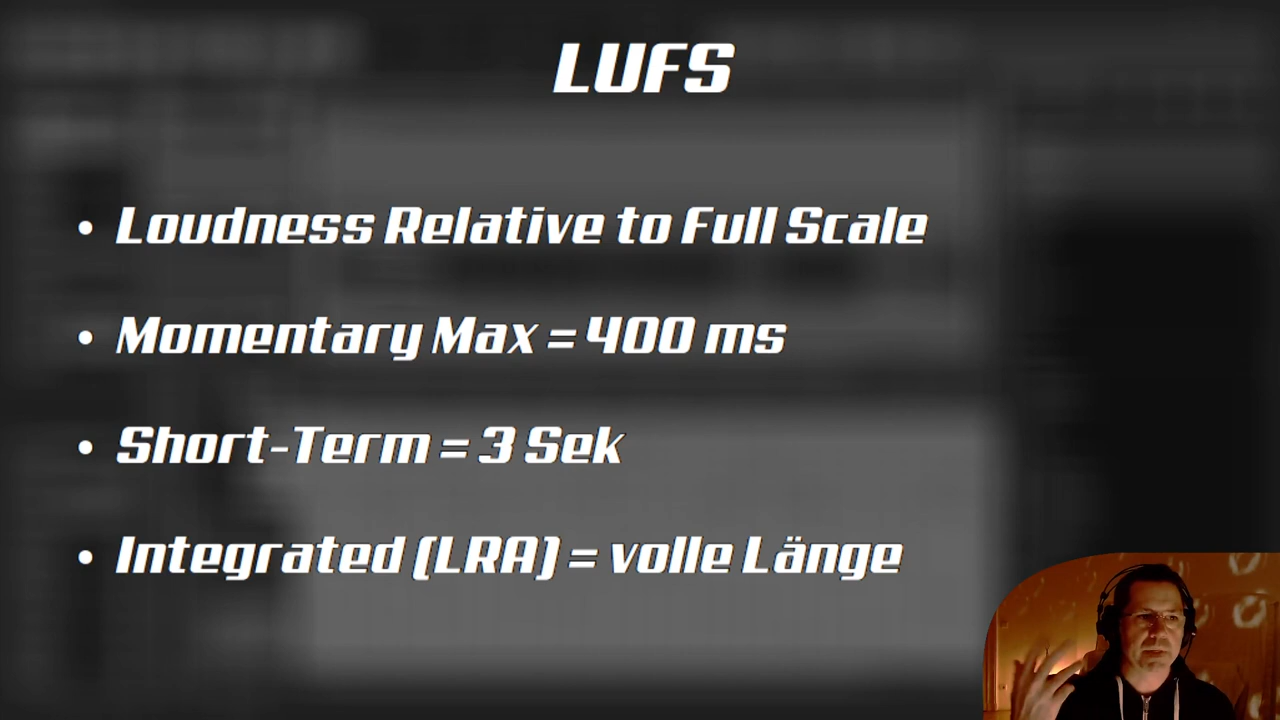 LUFS
• Loudness Relative to Full Scale
• Momentary Max = 400 ms
• Short-Term = 3 Sek
• Integrated (LRA) = volle Länge